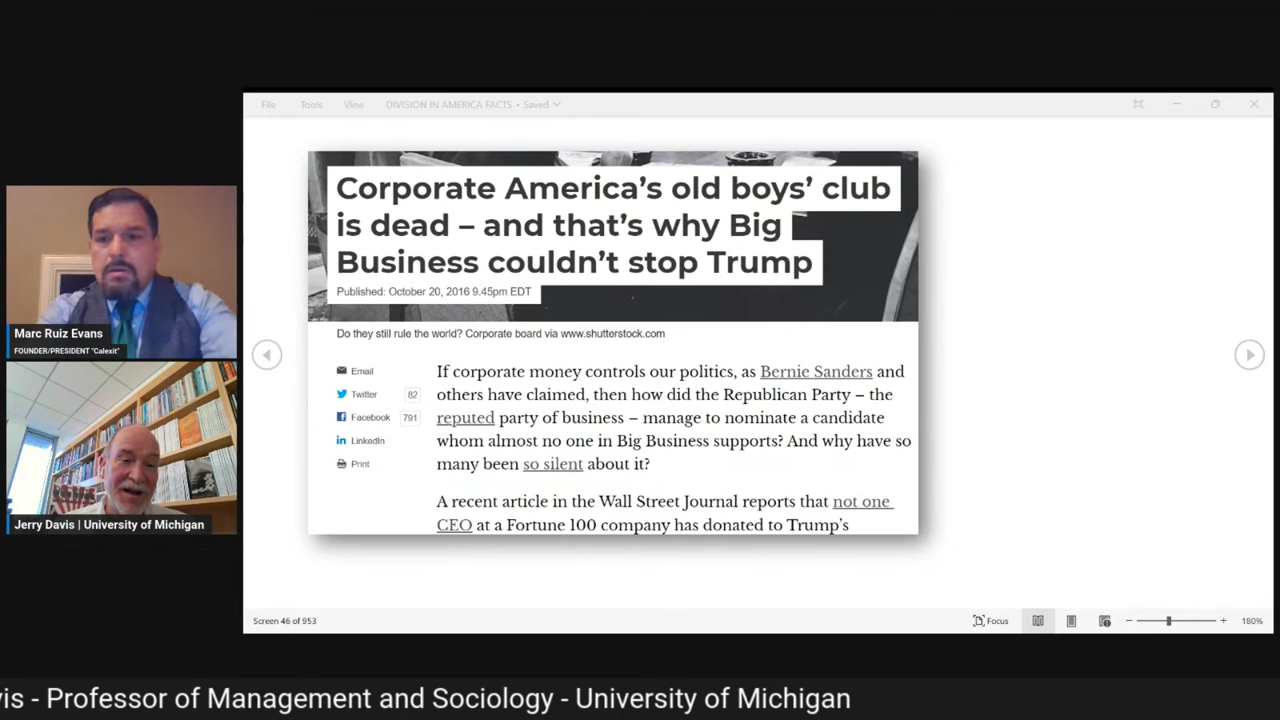 File Tools View DIVISION IN AMERICA FACTS • Saved
Corporate America’s old boys’ club
is dead – and that’s why Big
Business couldn’t stop Trump
Published: October 20, 2016 9.45pm EDT
Do they still rule the world? Corporate board via www.shutterstock.com
Email
Twitter 82
Facebook 791
LinkedIn
Print
If corporate money controls our politics, as Bernie Sanders and
others have claimed, then how did the Republican Party – the
reputed party of business – manage to nominate a candidate
whom almost no one in Big Business supports? And why have so
many been so silent about it?
A recent article in the Wall Street Journal reports that not one
CEO at a Fortune 100 company has donated to Trump’s
Marc Ruiz Evans
FOUNDER/PRESIDENT "Calexit"
Jerry Davis | University of Michigan
Screen 46 of 953
Focus
180%
vis - Professor of Management and Sociology - University of Michigan